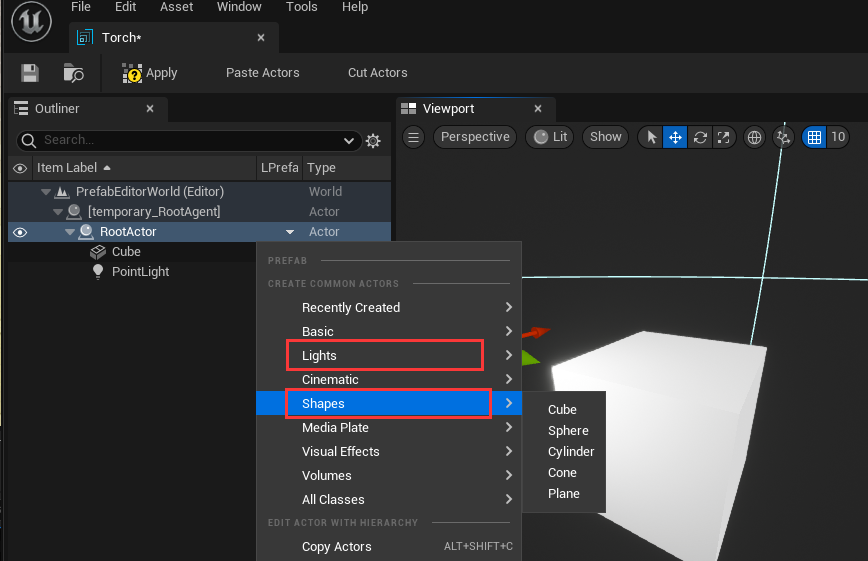 File Edit Asset Window Tools Help
Torch*
Apply Paste Actors Cut Actors
Outliner
Search...
Item Label LPrefa Type
PrefabEditorWorld (Editor) World
[temporary_RootAgent] Actor
RootActor Actor
Cube
PointLight
Viewport
Perspective Lit Show 10
PREFAB
CREATE COMMON ACTORS
Recently Created
Basic
Lights
Cinematic
Shapes
Media Plate
Visual Effects
Volumes
All Classes
EDIT ACTOR WITH HIERARCHY
Copy Actors ALT+SHIFT+C
Cube
Sphere
Cylinder
Cone
Plane